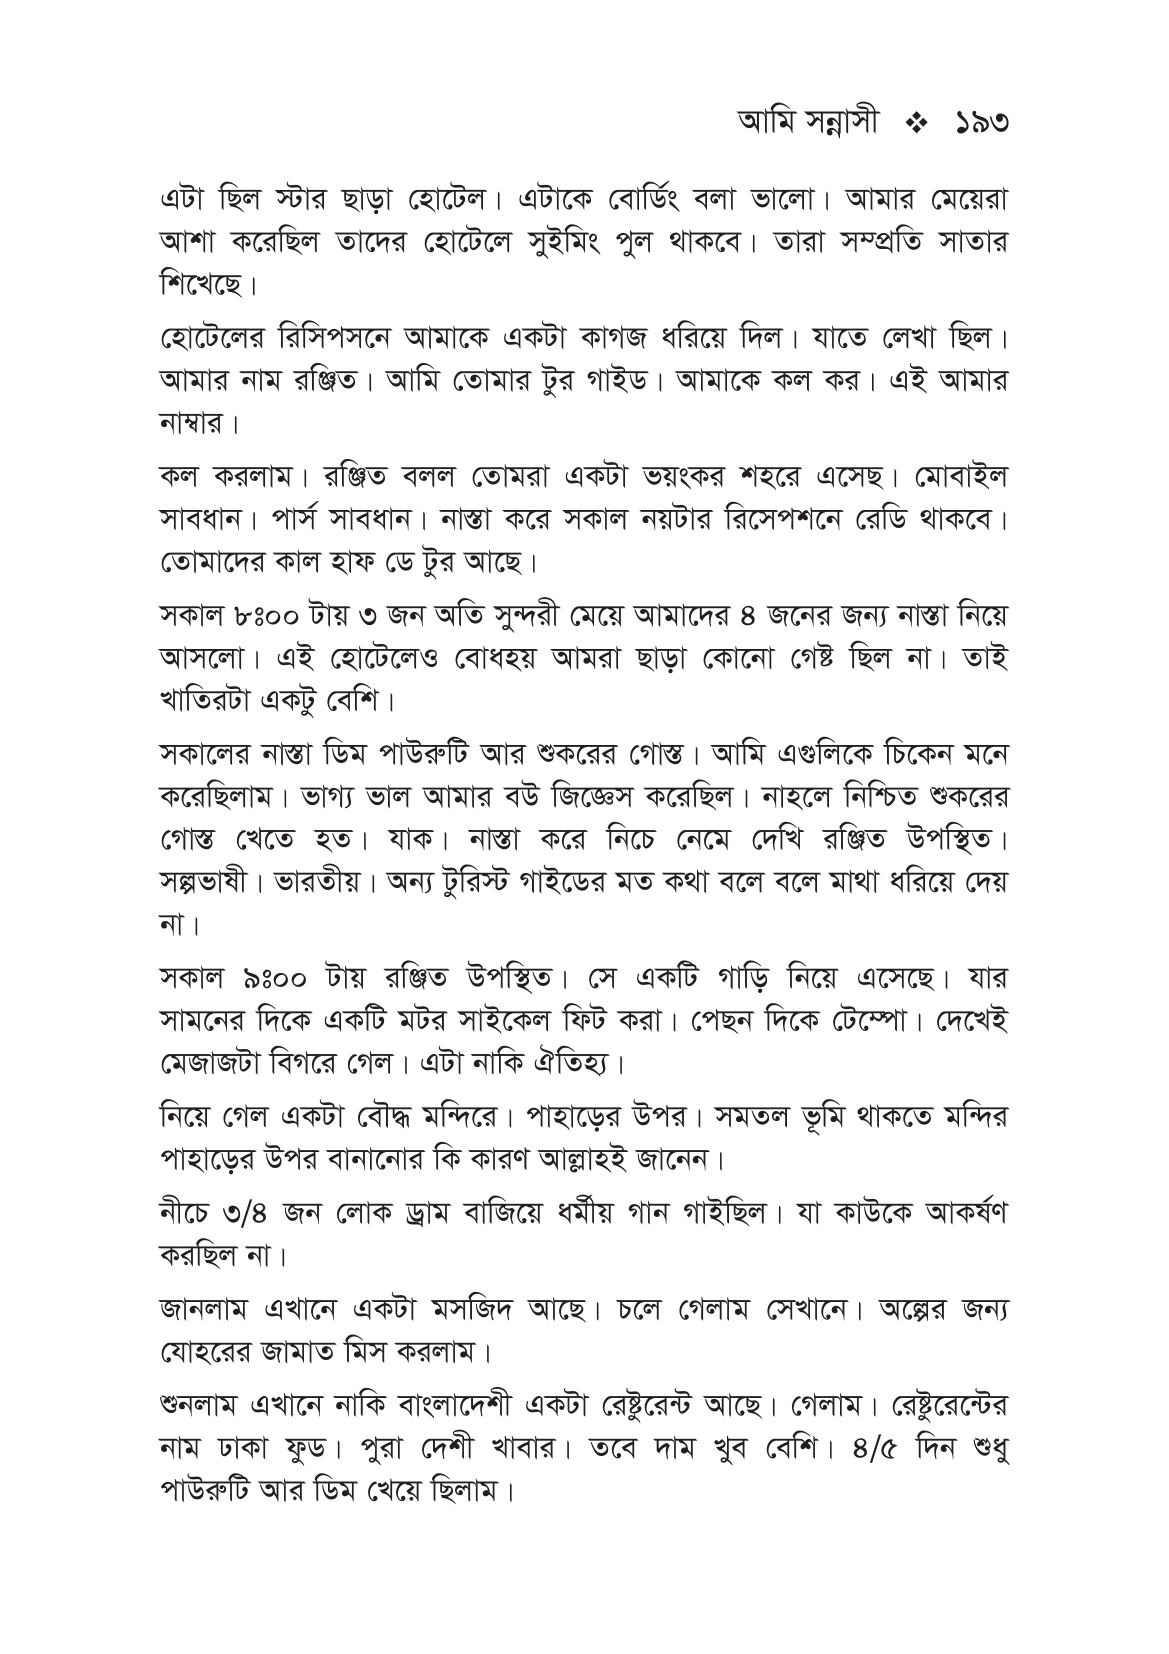 আমি সন্নাসী ❖ ১৯৩
এটা ছিল স্টার ছাড়া হোটেল। এটাকে বোর্ডিং বলা ভালো। আমার মেয়েরা
আশা করেছিল তাদের হোটেলে সুইমিং পুল থাকবে। তারা সম্প্রতি সাতার
শিখেছে।
হোটেলের রিসিপসনে আমাকে একটা কাগজ ধরিয়ে দিল। যাতে লেখা ছিল।
আমার নাম রঞ্জিত। আমি তোমার টুর গাইড। আমাকে কল কর। এই আমার
নাম্বার।
কল করলাম। রঞ্জিত বলল তোমরা একটা ভয়ংকর শহরে এসেছ। মোবাইল
সাবধান। পার্স সাবধান। নাস্তা করে সকাল নয়টার রিসেপশনে রেডি থাকবে।
তোমাদের কাল হাফ ডে টুর আছে।
সকাল ৮ঃ০০ টায় ৩ জন অতি সুন্দরী মেয়ে আমাদের ৪ জনের জন্য নাস্তা নিয়ে
আসলো। এই হোটেলেও বোধহয় আমরা ছাড়া কোনো গেষ্ট ছিল না। তাই
খাতিরটা একটু বেশি।
সকালের নাস্তা ডিম পাউরুটি আর শুকরের গোস্ত। আমি এগুলিকে চিকেন মনে
করেছিলাম। ভাগ্য ভাল আমার বউ জিজ্ঞেস করেছিল। নাহলে নিশ্চিত শুকরের
গোস্ত খেতে হত। যাক। নাস্তা করে নিচে নেমে দেখি রঞ্জিত উপস্থিত।
সল্পভাষী। ভারতীয়। অন্য টুরিস্ট গাইডের মত কথা বলে বলে মাথা ধরিয়ে দেয়
না।
সকাল ৯ঃ০০ টায় রঞ্জিত উপস্থিত। সে একটি গাড়ি নিয়ে এসেছে। যার
সামনের দিকে একটি মটর সাইকেল ফিট করা। পেছন দিকে টেম্পো। দেখেই
মেজাজটা বিগরে গেল। এটা নাকি ঐতিহ্য।
নিয়ে গেল একটা বৌদ্ধ মন্দিরে। পাহাড়ের উপর। সমতল ভূমি থাকতে মন্দির
পাহাড়ের উপর বানানোর কি কারণ আল্লাহই জানেন।
নীচে ৩/৪ জন লোক ড্রাম বাজিয়ে ধর্মীয় গান গাইছিল। যা কাউকে আকর্ষণ
করছিল না।
জানলাম এখানে একটা মসজিদ আছে। চলে গেলাম সেখানে। অল্পের জন্য
যোহরের জামাত মিস করলাম।
শুনলাম এখানে নাকি বাংলাদেশী একটা রেষ্টুরেন্ট আছে। গেলাম। রেষ্টুরেন্টের
নাম ঢাকা ফুড। পুরা দেশী খাবার। তবে দাম খুব বেশি। ৪/৫ দিন শুধু
পাউরুটি আর ডিম খেয়ে ছিলাম।